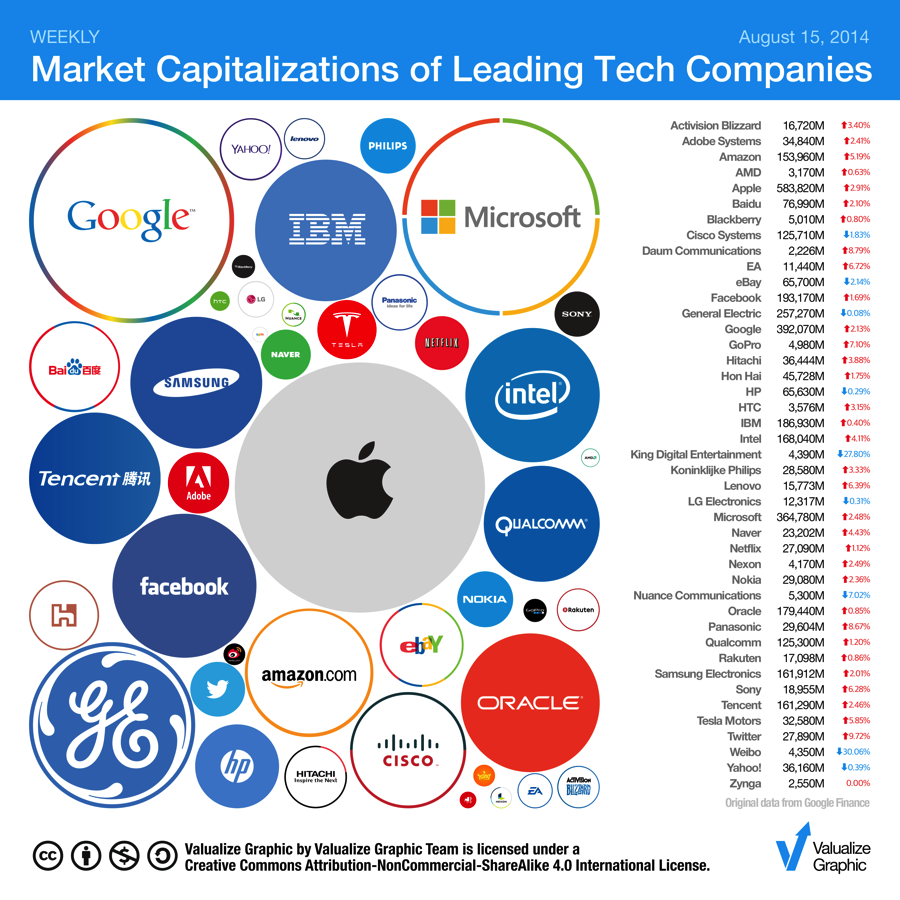 WEEKLY
August 15, 2014
Market Capitalizations of Leading Tech Companies
Google™
YAHOO!
lenovo
PHILIPS
IBM
Microsoft
BlackBerry
hTC
LG
NUANCE
Panasonic
ideas for life
SONY
TESLA
NETFLIX
NAVER
Bai du 百度
SAMSUNG
intel
Tencent 腾讯
Adobe
AMD
QUALCOMM
facebook
NOKIA
GoPro
Rakuten
H
ebay
amazon.com
ORACLE
GE
CISCO
hp
HITACHI
Inspire the Next
EA
ACTIVISION
BLIZZARD
Activision Blizzard 16,720M 3.40%
Adobe Systems 34,840M 2.41%
Amazon 153,960M 5.19%
AMD 3,170M 0.63%
Apple 583,820M 2.91%
Baidu 76,990M 2.10%
Blackberry 5,010M 0.80%
Cisco Systems 125,710M 1.83%
Daum Communications 2,226M 8.79%
EA 11,440M 6.72%
eBay 65,700M 2.14%
Facebook 193,170M 1.69%
General Electric 257,270M 0.08%
Google 392,070M 2.13%
GoPro 4,980M 7.10%
Hitachi 36,444M 3.88%
Hon Hai 45,728M 1.75%
HP 65,630M 0.29%
HTC 3,576M 3.15%
IBM 186,930M 0.40%
Intel 168,040M 4.11%
King Digital Entertainment 4,390M 27.80%
Koninklijke Philips 28,580M 3.33%
Lenovo 15,773M 6.39%
LG Electronics 12,317M 0.31%
Microsoft 364,780M 2.48%
Naver 23,202M 4.43%
Netflix 27,090M 1.12%
Nexon 4,170M 2.49%
Nokia 29,080M 2.36%
Nuance Communications 5,300M 7.02%
Oracle 179,440M 0.85%
Panasonic 29,604M 8.67%
Qualcomm 125,300M 1.20%
Rakuten 17,098M 0.86%
Samsung Electronics 161,912M 2.01%
Sony 18,955M 6.28%
Tencent 161,290M 2.46%
Tesla Motors 32,580M 5.85%
Twitter 27,890M 9.72%
Weibo 4,350M 30.06%
Yahoo! 36,160M 0.39%
Zynga 2,550M 0.00%
Original data from Google Finance
cc
Valualize Graphic by Valualize Graphic Team is licensed under a
Creative Commons Attribution-NonCommercial-ShareAlike 4.0 International License.
Valualize
Graphic